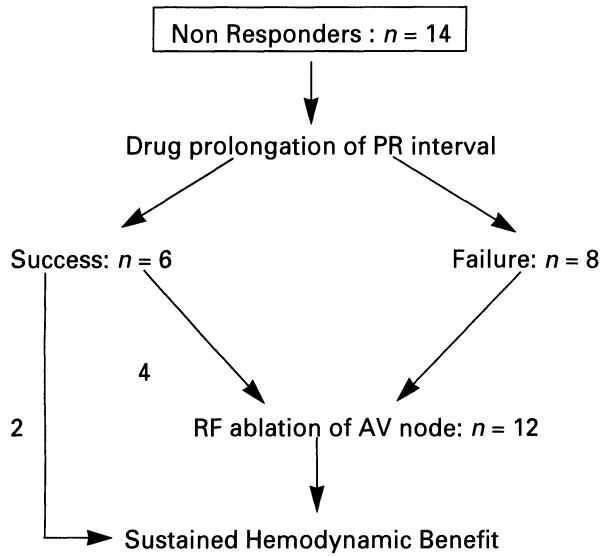 Non Responders : n = 14
Drug prolongation of PR interval
Success: n = 6
Failure: n = 8
4
2
RF ablation of AV node: n = 12
Sustained Hemodynamic Benefit